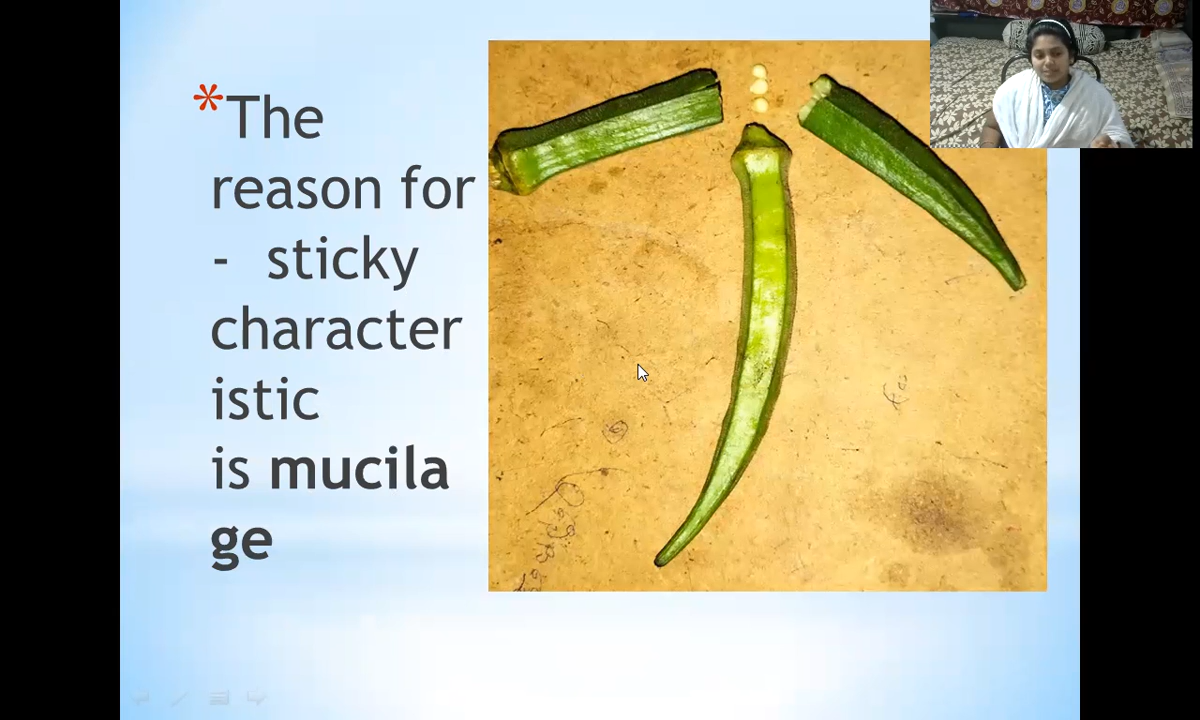 *The
reason for
- sticky
character
istic
is mucila
ge